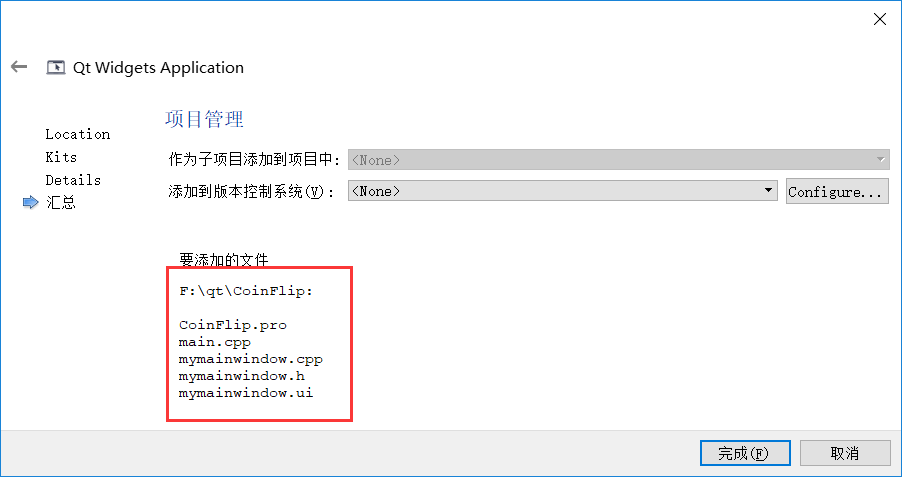 Qt Widgets Application
Location
Kits
Details
汇总
项目管理
作为子项目添加到项目中: <None>
添加到版本控制系统(V): <None> Configure...
要添加的文件
F:\qt\CoinFlip:
CoinFlip.pro
main.cpp
mymainwindow.cpp
mymainwindow.h
mymainwindow.ui
完成(F) 取消